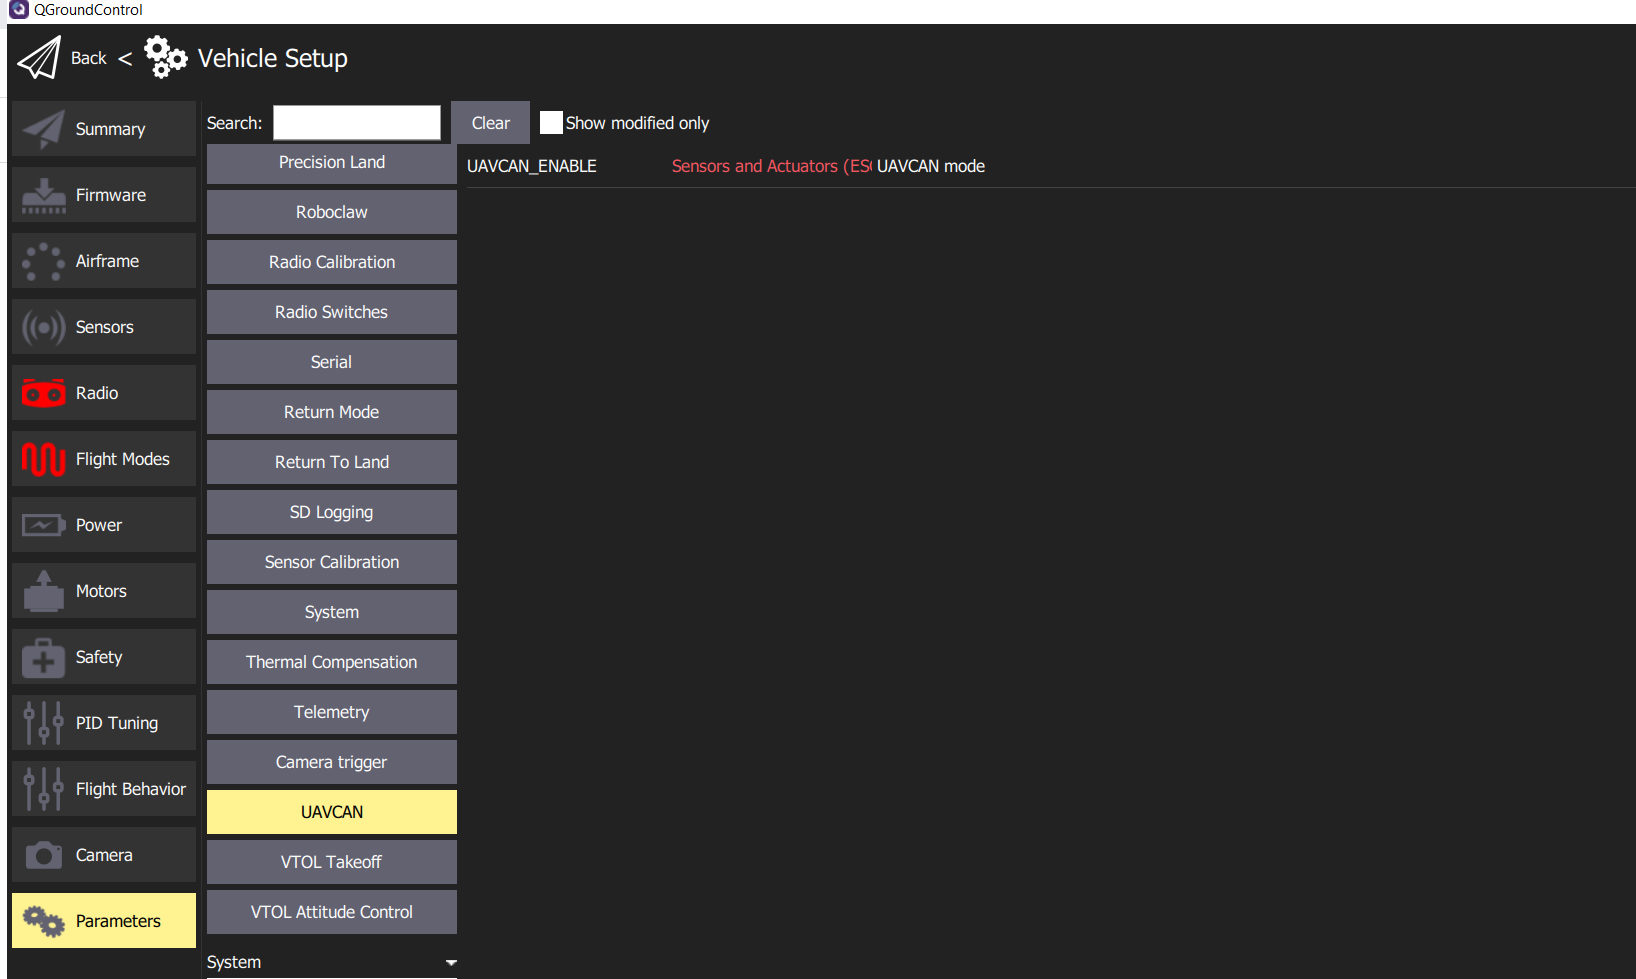 QGroundControl
Back < Vehicle Setup
Summary
Firmware
Airframe
Sensors
Radio
Flight Modes
Power
Motors
Safety
PID Tuning
Flight Behavior
Camera
Parameters
Search: Clear Show modified only
Precision Land
Roboclaw
Radio Calibration
Radio Switches
Serial
Return Mode
Return To Land
SD Logging
Sensor Calibration
System
Thermal Compensation
Telemetry
Camera trigger
UAVCAN
VTOL Takeoff
VTOL Attitude Control
System
UAVCAN_ENABLE Sensors and Actuators (ESC UAVCAN mode